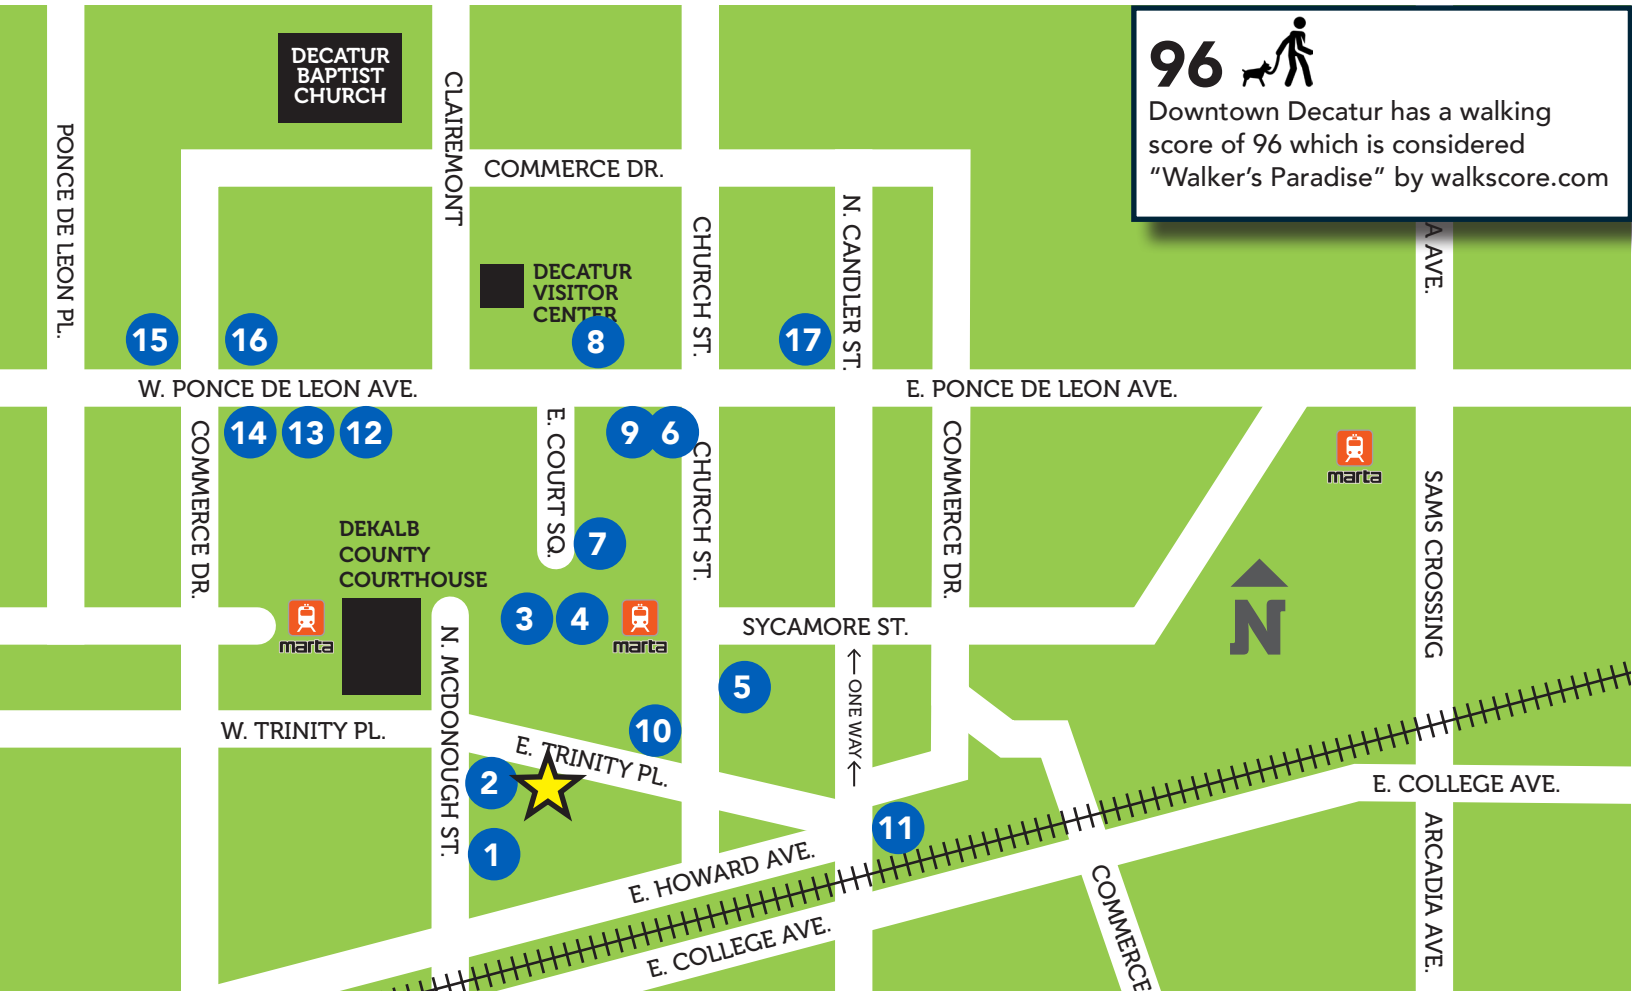 DECATUR
BAPTIST
CHURCH
96
Downtown Decatur has a walking
score of 96 which is considered
“Walker’s Paradise” by walkscore.com
PONCE DE LEON PL.
CLAIREMONT
COMMERCE DR.
CHURCH ST.
N. CANDLER ST.
A AVE.
DECATUR
VISITOR
CENTER
15
16
8
17
W. PONCE DE LEON AVE.
E. PONCE DE LEON AVE.
14
13
12
9
6
COMMERCE DR.
E. COURT SQ.
CHURCH ST.
COMMERCE DR.
marta
SAMS CROSSING
DEKALB
COUNTY
COURTHOUSE
7
3
4
marta
marta
SYCAMORE ST.
N
N. MCDONOUGH ST.
5
ONE WAY
W. TRINITY PL.
10
E. TRINITY PL.
2
E. COLLEGE AVE.
1
11
E. HOWARD AVE.
E. COLLEGE AVE.
COMMERCE
ARCADIA AVE.